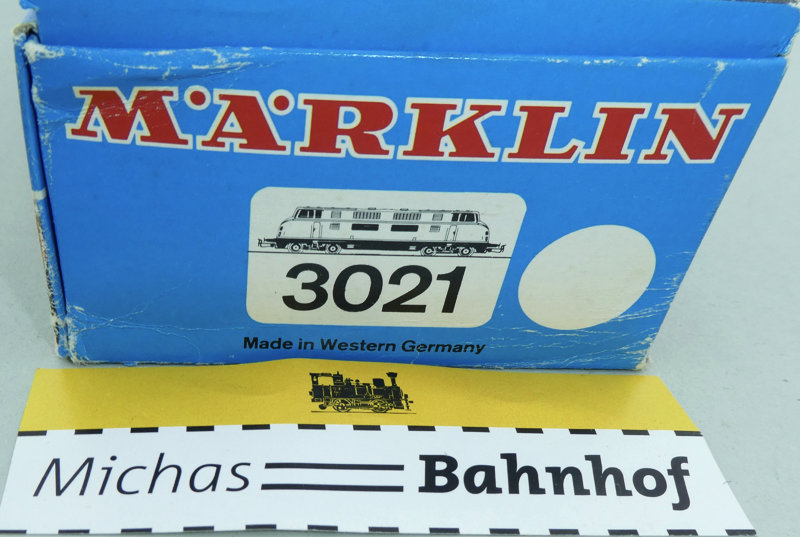 MÄRKLIN
3021
Made in Western Germany
Michas Bahnhof